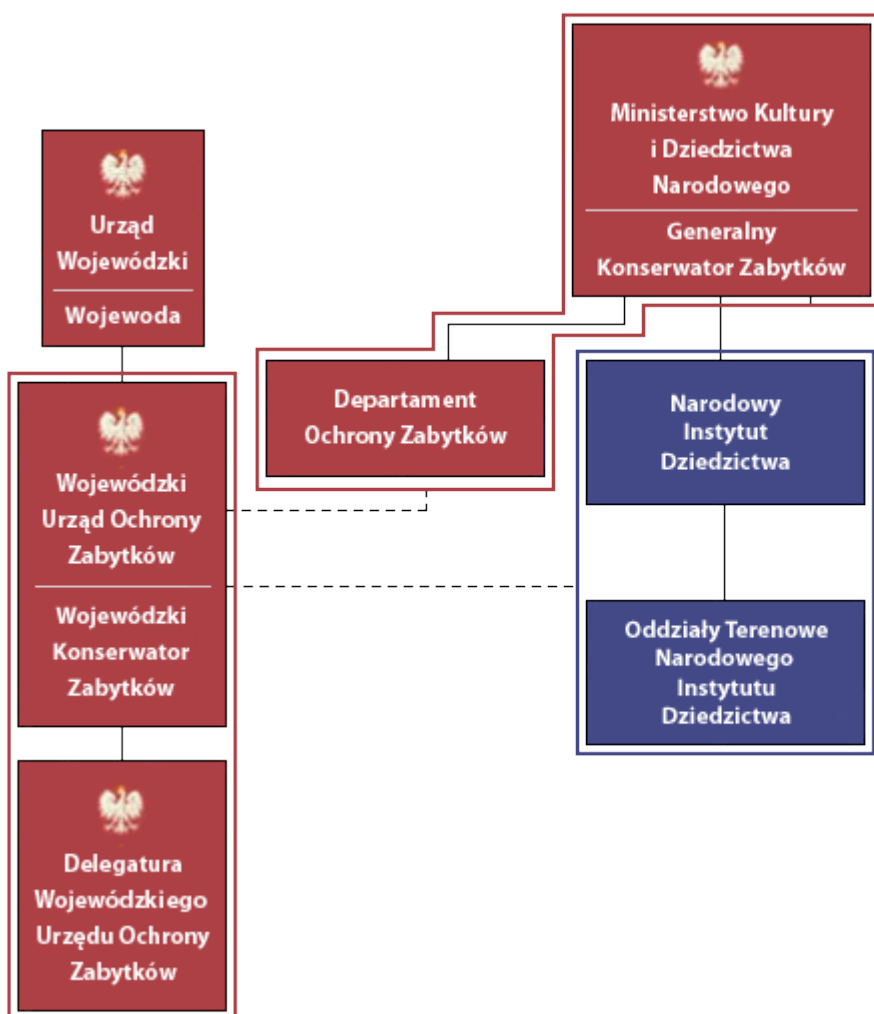 Ministerstwo Kultury
i Dziedzictwa
Narodowego
Generalny
Konserwator Zabytków
Urząd
Wojewódzki
Wojewoda
Departament
Ochrony Zabytków
Narodowy
Instytut
Dziedzictwa
Wojewódzki
Urząd Ochrony
Zabytków
Wojewódzki
Konserwator
Zabytków
Oddziały Terenowe
Narodowego
Instytutu
Dziedzictwa
Delegatura
Wojewódzkiego
Urzędu Ochrony
Zabytków